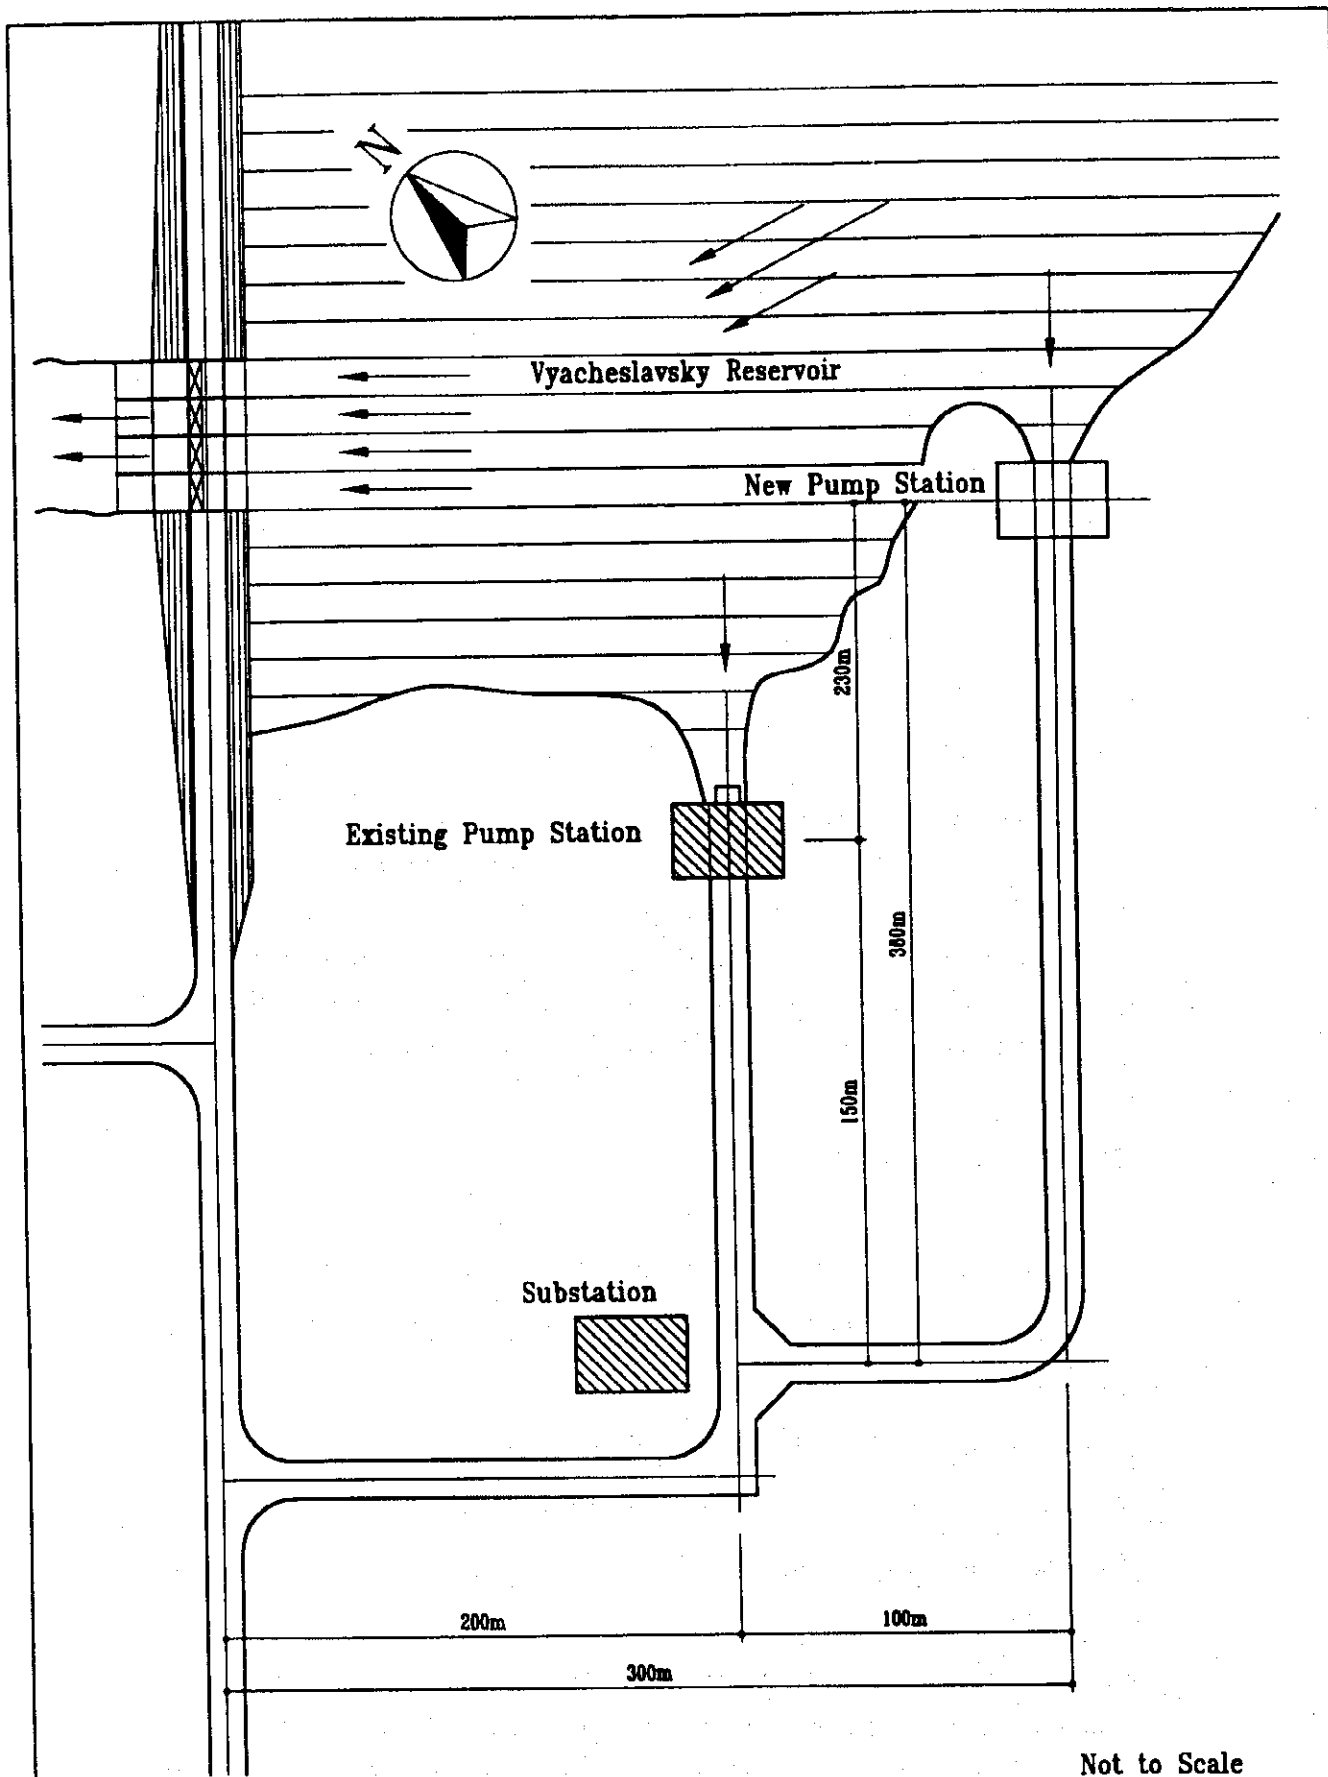 N
Vyacheslavsky Reservoir
New Pump Station
230m
Existing Pump Station
380m
150m
Substation
200m
100m
300m
Not to Scale